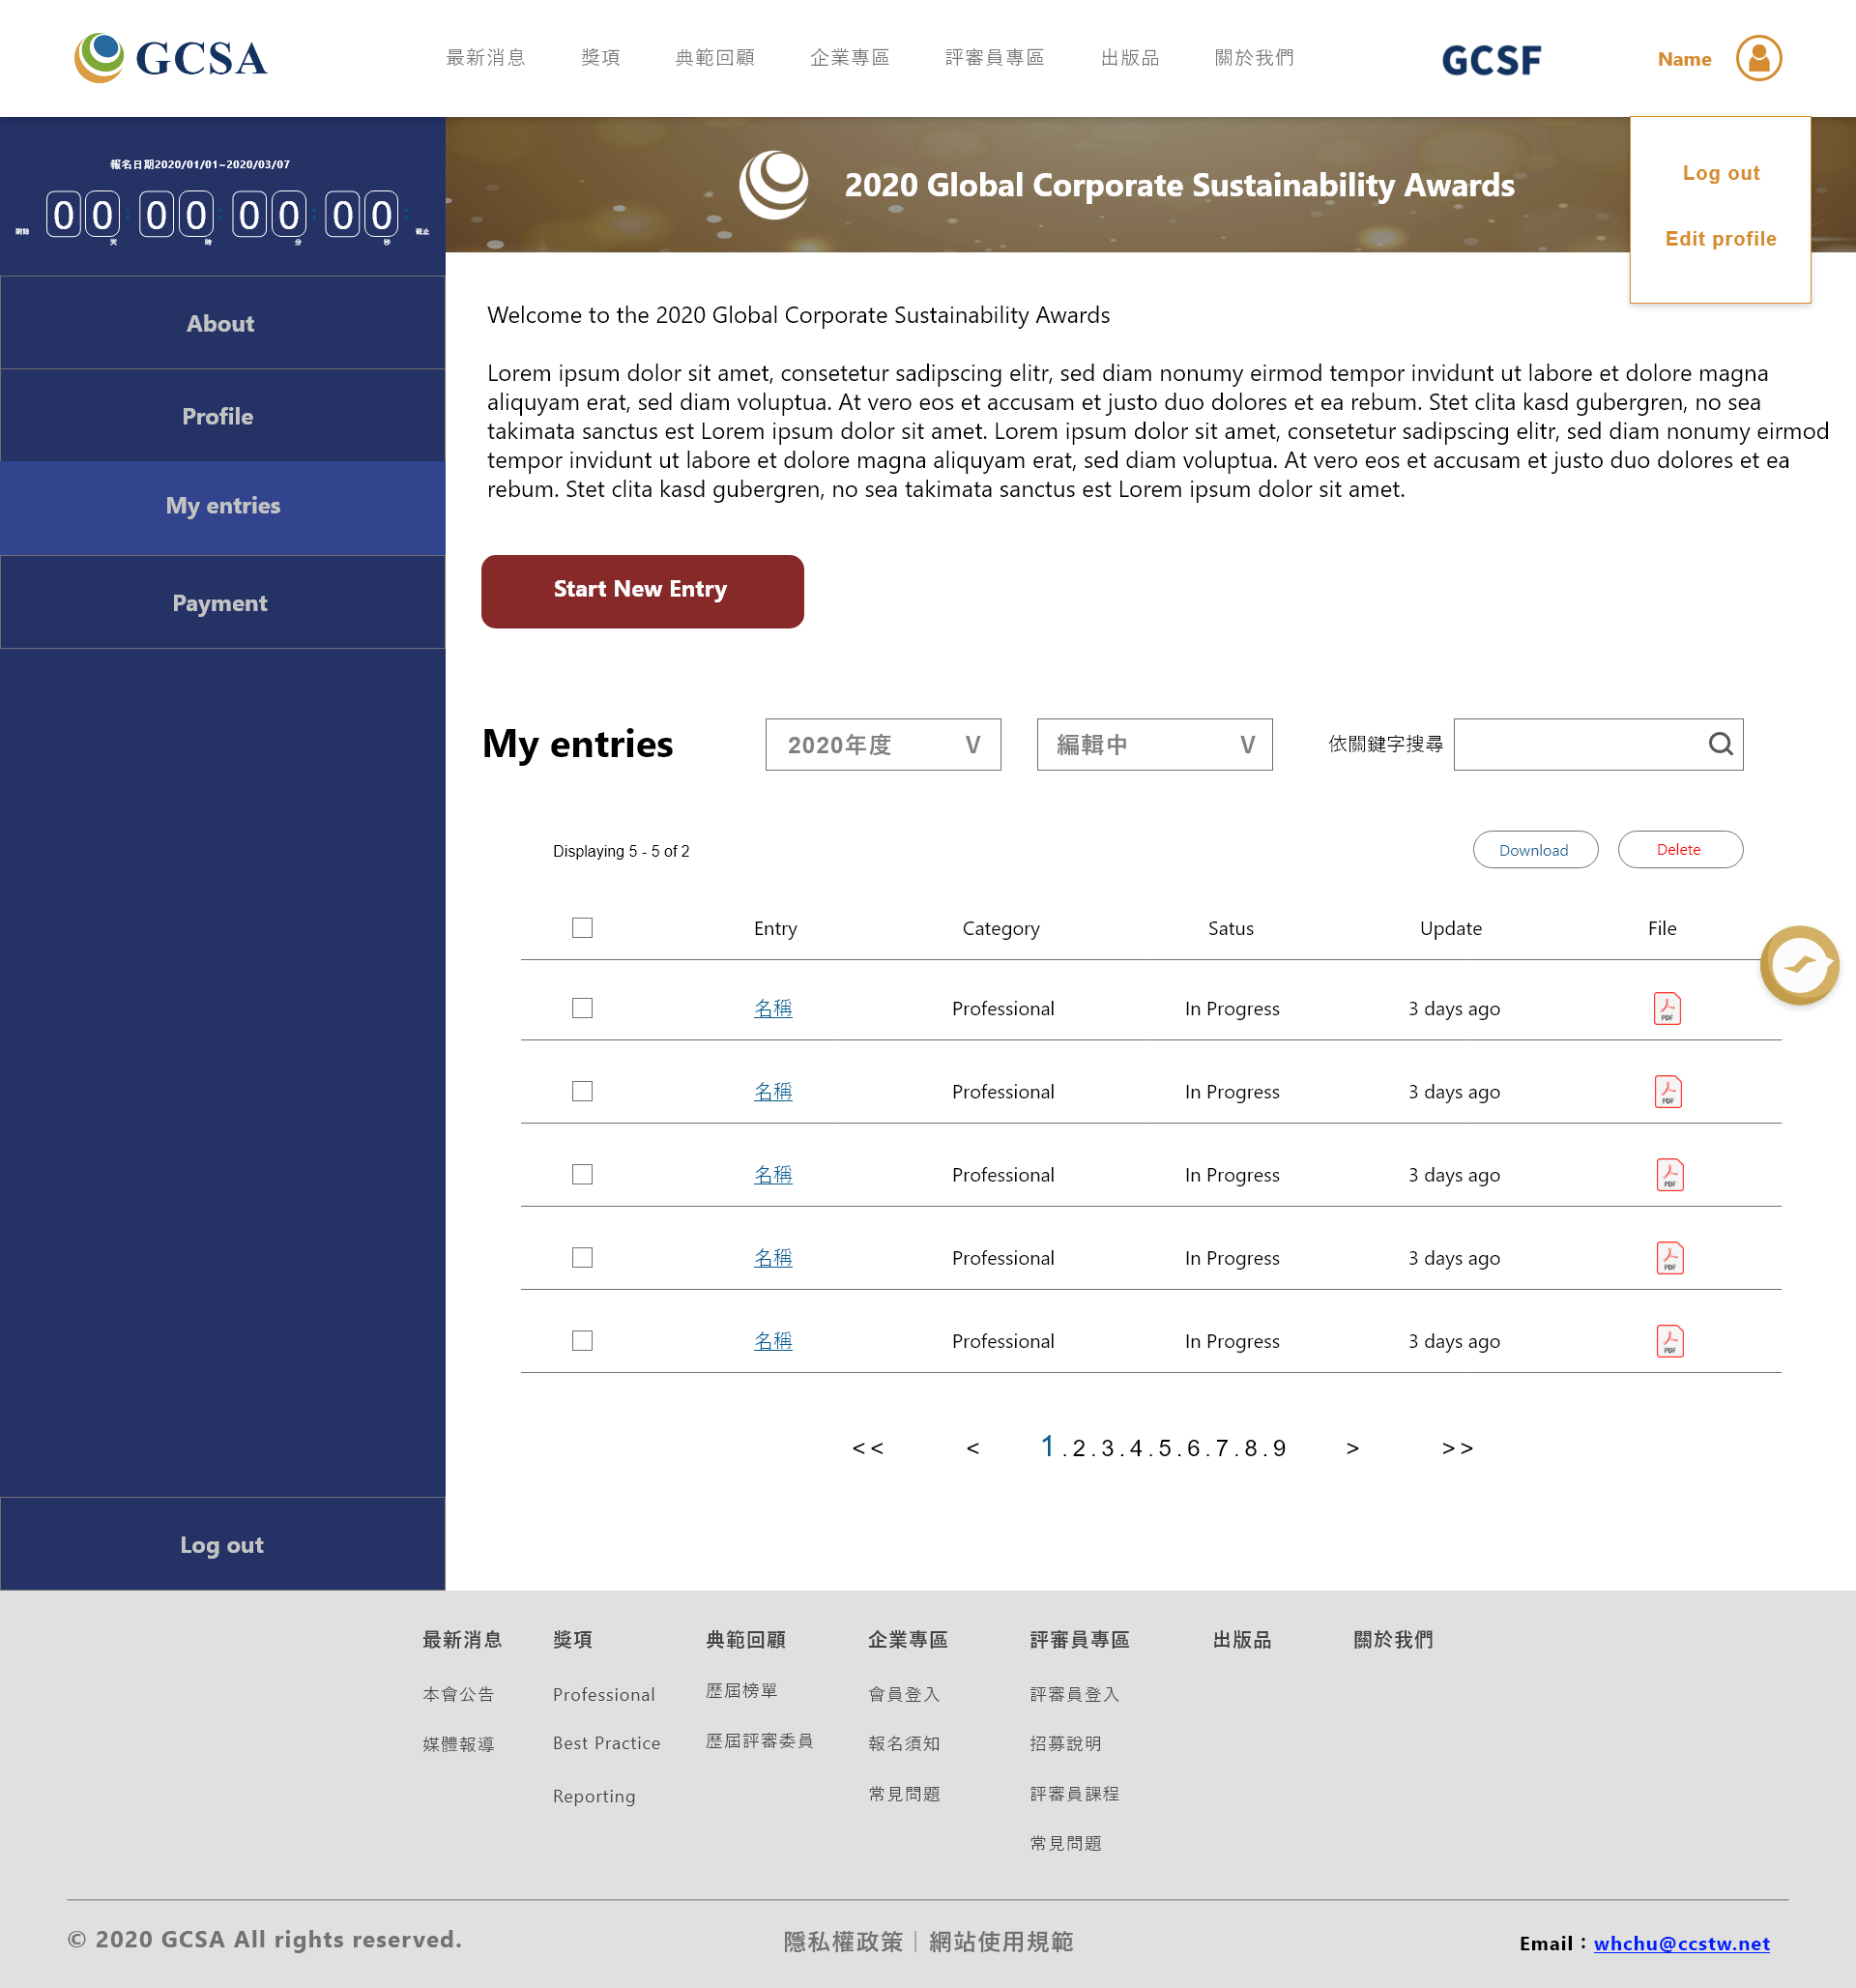 GCSA
最新消息 獎項 典範回顧 企業專區 評審員專區 出版品 關於我們
GCSF
Name
報名日期2020/01/01~2020/03/07
剩餘 00 : 00 : 00 : 00 : 截止
天 時 分 秒
2020 Global Corporate Sustainability Awards
Log out
Edit profile
About
Profile
My entries
Payment
Log out
Welcome to the 2020 Global Corporate Sustainability Awards
Lorem ipsum dolor sit amet, consetetur sadipscing elitr, sed diam nonumy eirmod tempor invidunt ut labore et dolore magna
aliquyam erat, sed diam voluptua. At vero eos et accusam et justo duo dolores et ea rebum. Stet clita kasd gubergren, no sea
takimata sanctus est Lorem ipsum dolor sit amet. Lorem ipsum dolor sit amet, consetetur sadipscing elitr, sed diam nonumy eirmod
tempor invidunt ut labore et dolore magna aliquyam erat, sed diam voluptua. At vero eos et accusam et justo duo dolores et ea
rebum. Stet clita kasd gubergren, no sea takimata sanctus est Lorem ipsum dolor sit amet.
Start New Entry
My entries 2020年度 V 編輯中 V 依關鍵字搜尋
Displaying 5 - 5 of 2 Download Delete
Entry Category Satus Update File
名稱 Professional In Progress 3 days ago PDF
名稱 Professional In Progress 3 days ago PDF
名稱 Professional In Progress 3 days ago PDF
名稱 Professional In Progress 3 days ago PDF
名稱 Professional In Progress 3 days ago PDF
<< < 1.2.3.4.5.6.7.8.9 > >>
最新消息 獎項 典範回顧 企業專區 評審員專區 出版品 關於我們
本會公告 Professional 歷屆榜單 會員登入 評審員登入
媒體報導 Best Practice 歷屆評審委員 報名須知 招募說明
Reporting 常見問題 評審員課程
常見問題
© 2020 GCSA All rights reserved. 隱私權政策｜網站使用規範 Email：whchu@ccstw.net